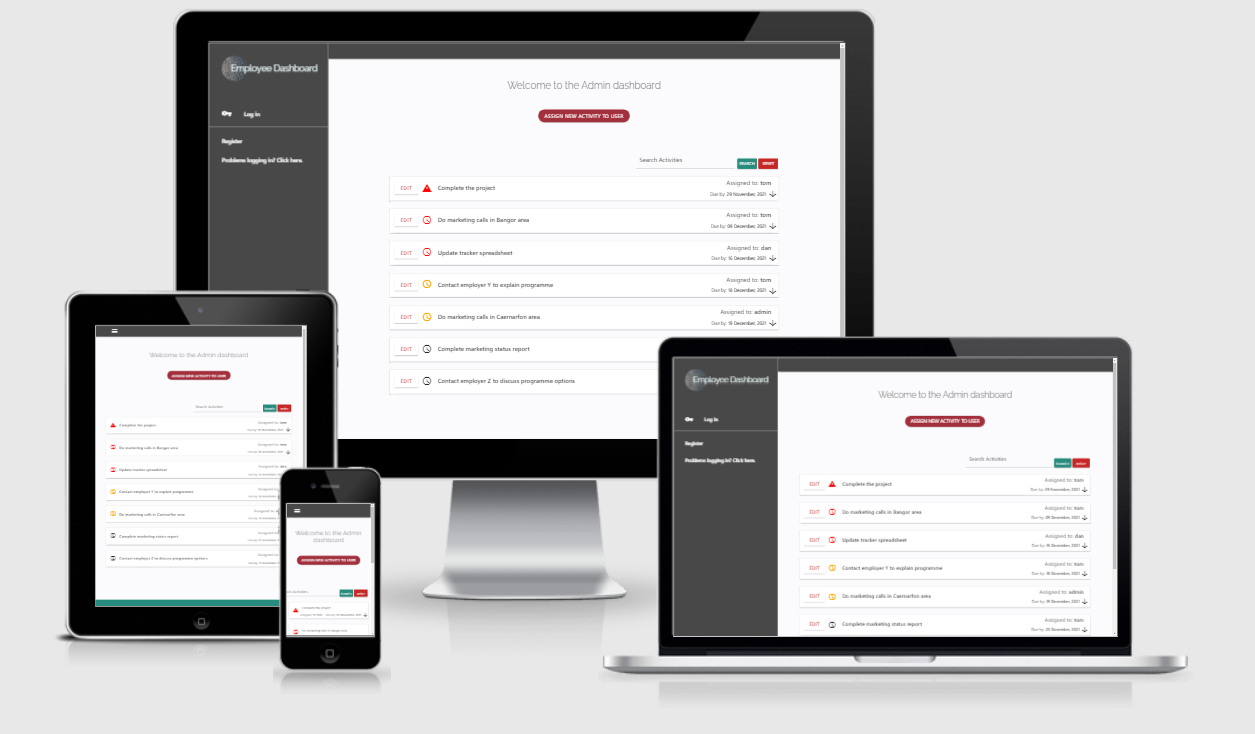 Employee Dashboard
Log in
Register
Problems logging in? Click here.
Welcome to the Admin dashboard
ASSIGN NEW ACTIVITY TO USER
Search Activities
SEARCH
RESET
EDIT
Complete the project
Assigned to: tom
Due by: 29 November, 2021
EDIT
Do marketing calls in Bangor area
Assigned to: tom
Due by: 09 December, 2021
EDIT
Update tracker spreadsheet
Assigned to: dan
Due by: 16 December, 2021
EDIT
Contact employer Y to explain programme
Assigned to: tom
Due by: 18 December, 2021
EDIT
Do marketing calls in Caernarfon area
Assigned to: admin
Due by: 19 December, 2021
EDIT
Complete marketing status report
EDIT
Contact employer Z to discuss programme options
Welcome to the Admin dashboard
ASSIGN NEW ACTIVITY TO USER
Search Activities
Complete the project
Assigned to: tom
Do marketing calls in Bangor area
Assigned to: tom
Update tracker spreadsheet
Assigned to:
Contact employer Y to explain programme
Do marketing calls in Caernarfon area
Complete marketing status report
Contact employer Z to discuss programme options
Welcome to the Admin
dashboard
ASSIGN NEW ACTIVITY TO USER
Complete the project
Do marketing calls in Bangor area
Employee Dashboard
Log in
Register
Problems logging in? Click here.
Welcome to the Admin dashboard
ASSIGN NEW ACTIVITY TO USER
Search Activities
SEARCH
RESET
EDIT
Complete the project
Assigned to: tom
Due by: 29 November, 2021
EDIT
Do marketing calls in Bangor area
Assigned to: tom
Due by: 09 December, 2021
EDIT
Update tracker spreadsheet
Assigned to: dan
Due by: 16 December, 2021
EDIT
Contact employer Y to explain programme
Assigned to: tom
Due by: 18 December, 2021
EDIT
Do marketing calls in Caernarfon area
Assigned to: admin
Due by: 19 December, 2021
EDIT
Complete marketing status report
Assigned to: tom